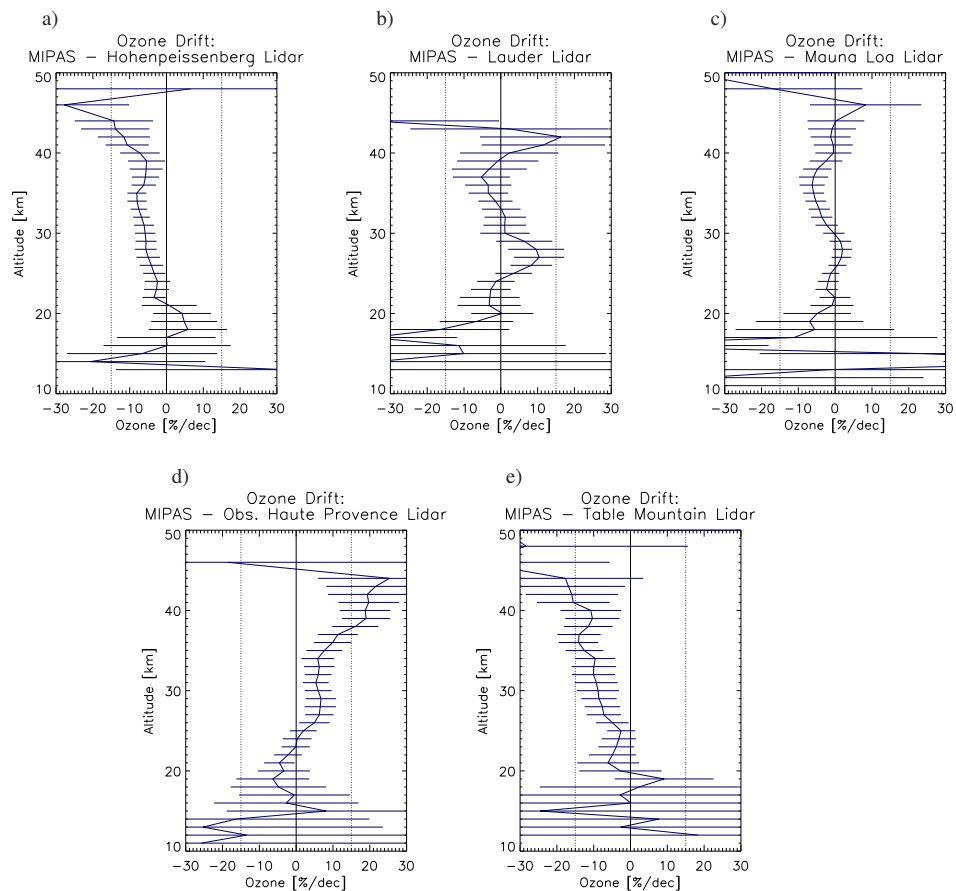 a)
Ozone Drift:
MIPAS – Hohenpeissenberg Lidar
50
40
30
20
10
Altitude [km]
-30 -20 -10 0 10 20 30
Ozone [%/dec]
b)
Ozone Drift:
MIPAS – Lauder Lidar
50
40
30
20
10
Altitude [km]
-30 -20 -10 0 10 20 30
Ozone [%/dec]
c)
Ozone Drift:
MIPAS – Mauna Loa Lidar
50
40
30
20
10
Altitude [km]
-30 -20 -10 0 10 20 30
Ozone [%/dec]
d)
Ozone Drift:
MIPAS – Obs. Haute Provence Lidar
50
40
30
20
10
Altitude [km]
-30 -20 -10 0 10 20 30
Ozone [%/dec]
e)
Ozone Drift:
MIPAS – Table Mountain Lidar
50
40
30
20
10
Altitude [km]
-30 -20 -10 0 10 20 30
Ozone [%/dec]